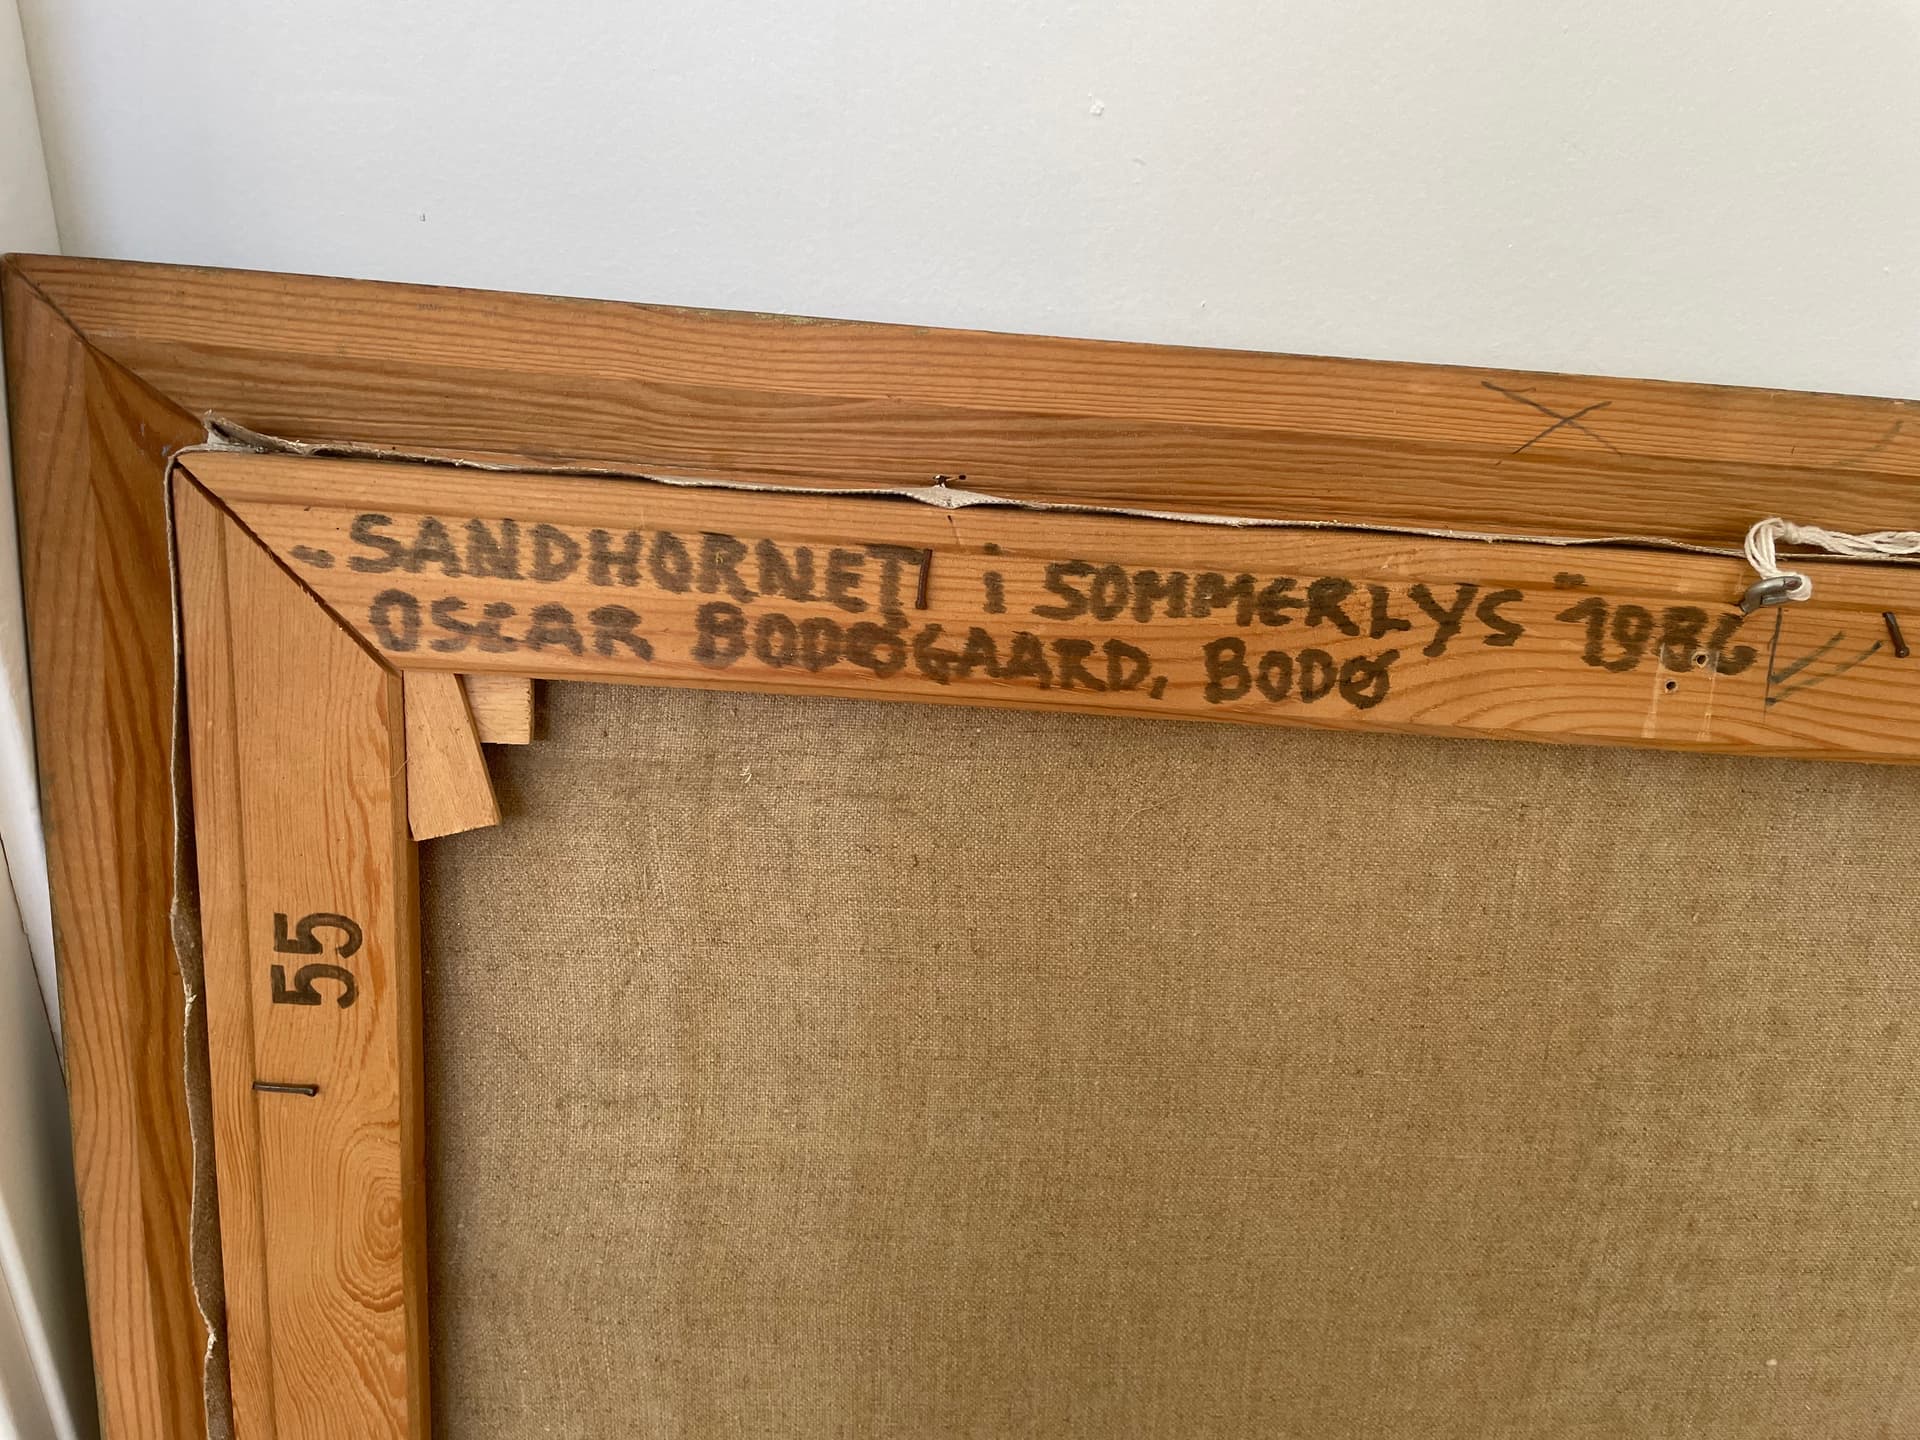 "SANDHORNET i SOMMERLYS" 1986
OSCAR BODØGAARD, BODØ
55